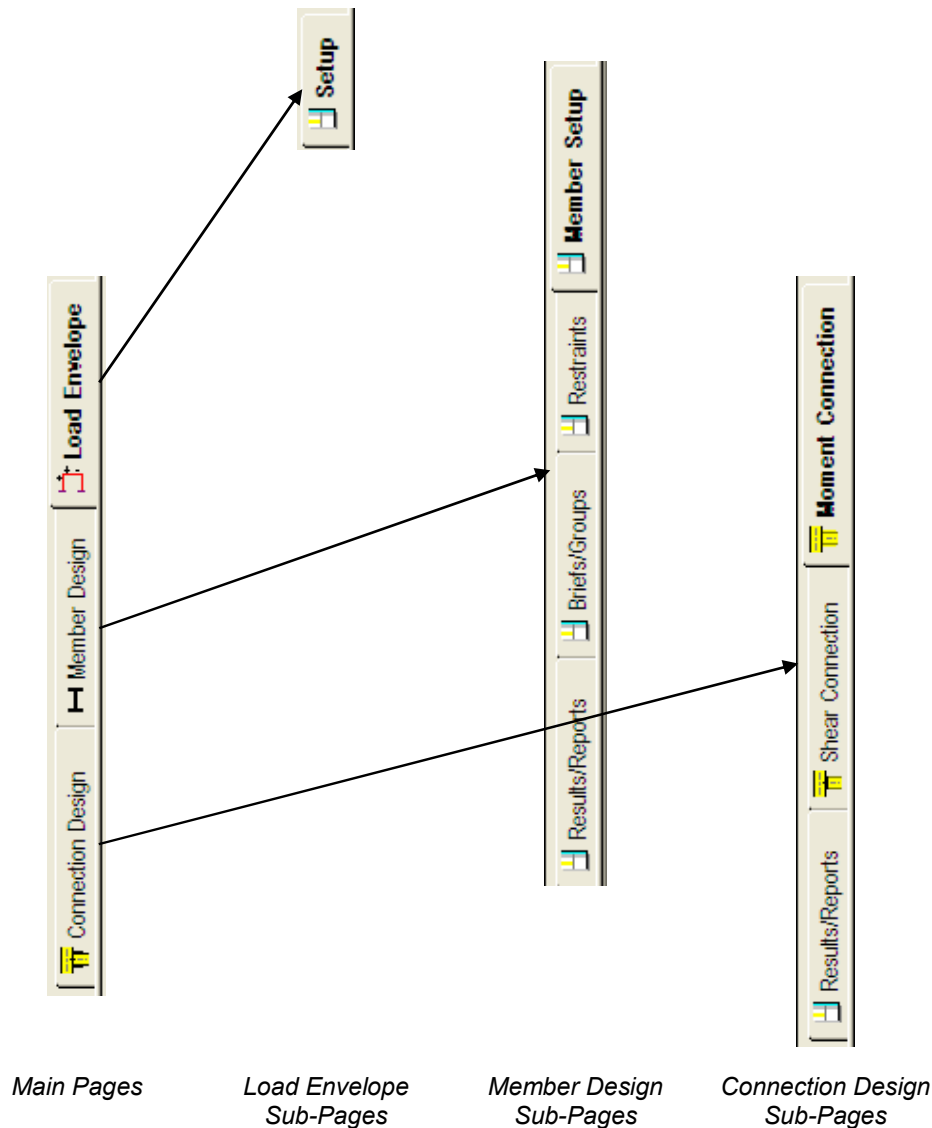 Setup
Load Envelope
Member Design
Connection Design
Member Setup
Restraints
Briefs/Groups
Results/Reports
Moment Connection
Shear Connection
Results/Reports
Main Pages
Load Envelope
Sub-Pages
Member Design
Sub-Pages
Connection Design
Sub-Pages